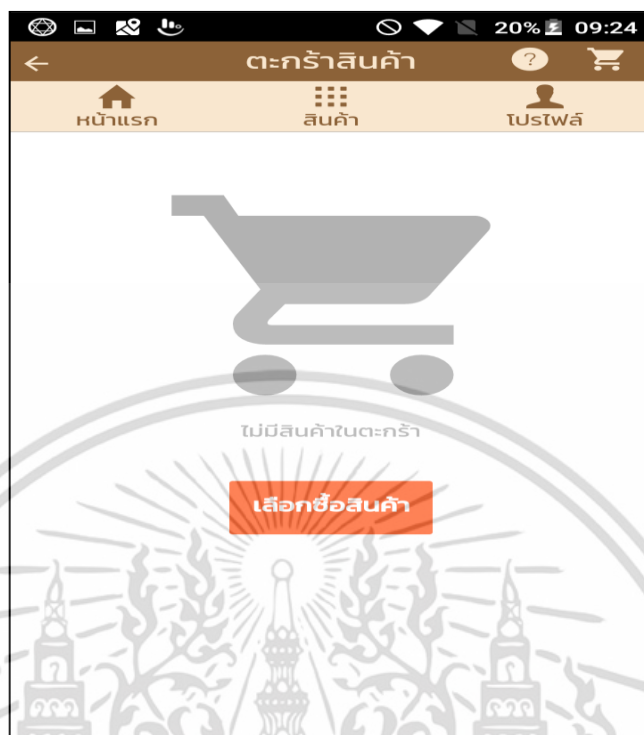 20% 09:24
ตะกร้าสินค้า ?
หน้าแรก สินค้า โปรไฟล์
ไม่มีสินค้าในตะกร้า
เลือกซื้อสินค้า